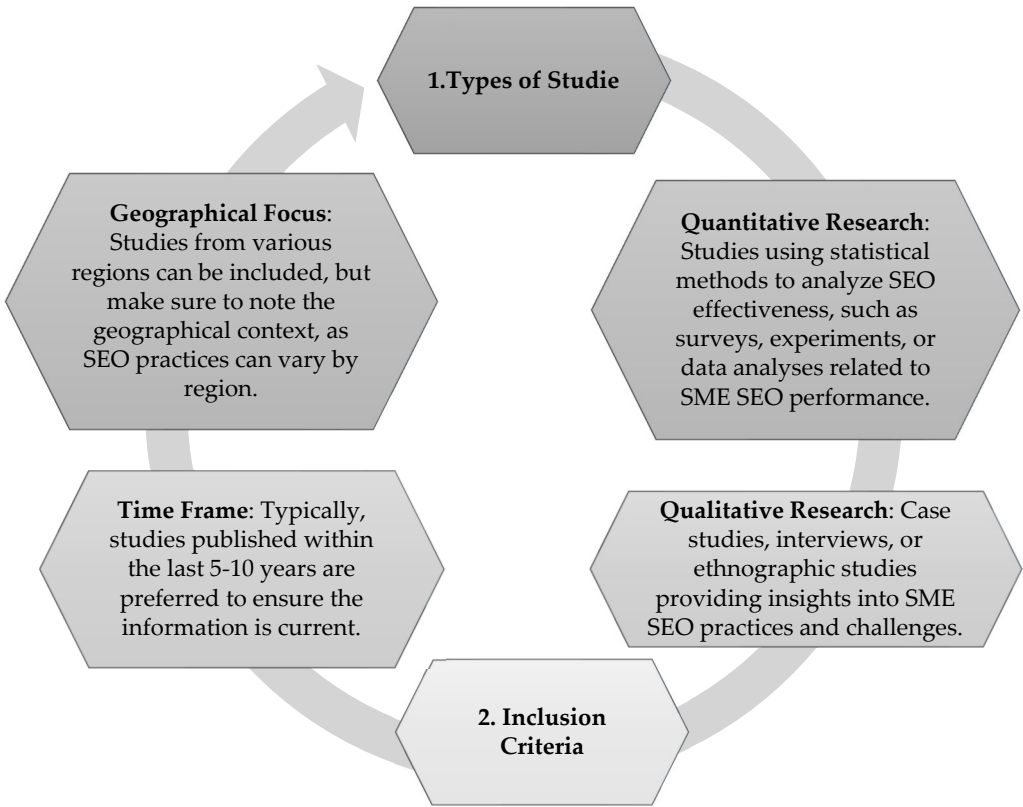 1.Types of Studie
Quantitative Research:
Studies using statistical
methods to analyze SEO
effectiveness, such as
surveys, experiments, or
data analyses related to
SME SEO performance.
Qualitative Research: Case
studies, interviews, or
ethnographic studies
providing insights into SME
SEO practices and challenges.
2. Inclusion
Criteria
Time Frame: Typically,
studies published within
the last 5-10 years are
preferred to ensure the
information is current.
Geographical Focus:
Studies from various
regions can be included, but
make sure to note the
geographical context, as
SEO practices can vary by
region.